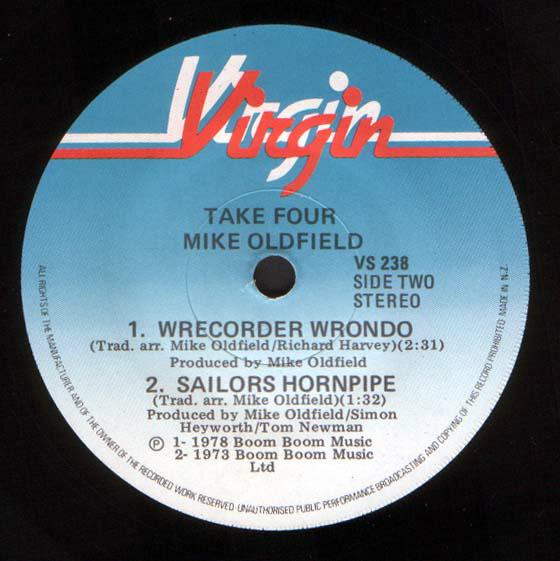 Virgin
TAKE FOUR
MIKE OLDFIELD
VS 238
SIDE TWO
STEREO
1. WRECORDER WRONDO
(Trad. arr. Mike Oldfield/Richard Harvey)(2:31)
Produced by Mike Oldfield
2. SAILORS HORNPIPE
(Trad. arr. Mike Oldfield)(1:32)
Produced by Mike Oldfield/Simon
Heyworth/Tom Newman
℗ 1- 1978 Boom Boom Music
2- 1973 Boom Boom Music
Ltd
ALL RIGHTS OF THE MANUFACTURER AND OF THE OWNER OF THE RECORDED WORK RESERVED·UNAUTHORISED PUBLIC PERFORMANCE BROADCASTING AND COPYING OF THIS RECORD PROHIBITED MADE IN N.Z.